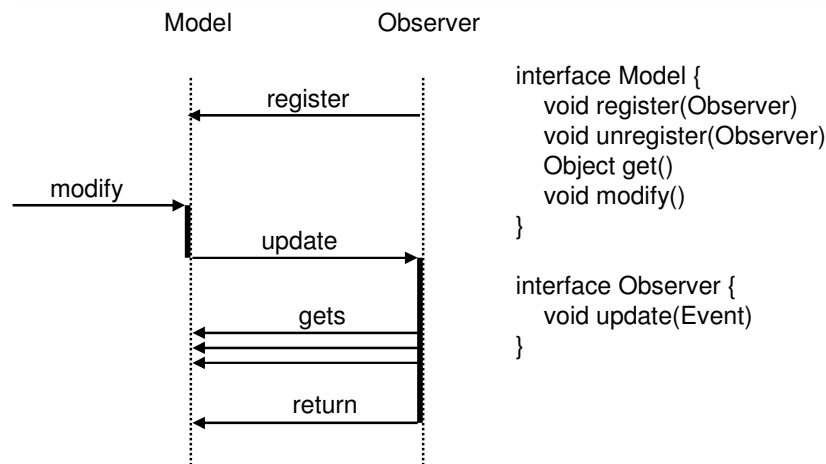 Model
Observer
register
modify
update
gets
return
interface Model {
void register(Observer)
void unregister(Observer)
Object get()
void modify()
}
interface Observer {
void update(Event)
}